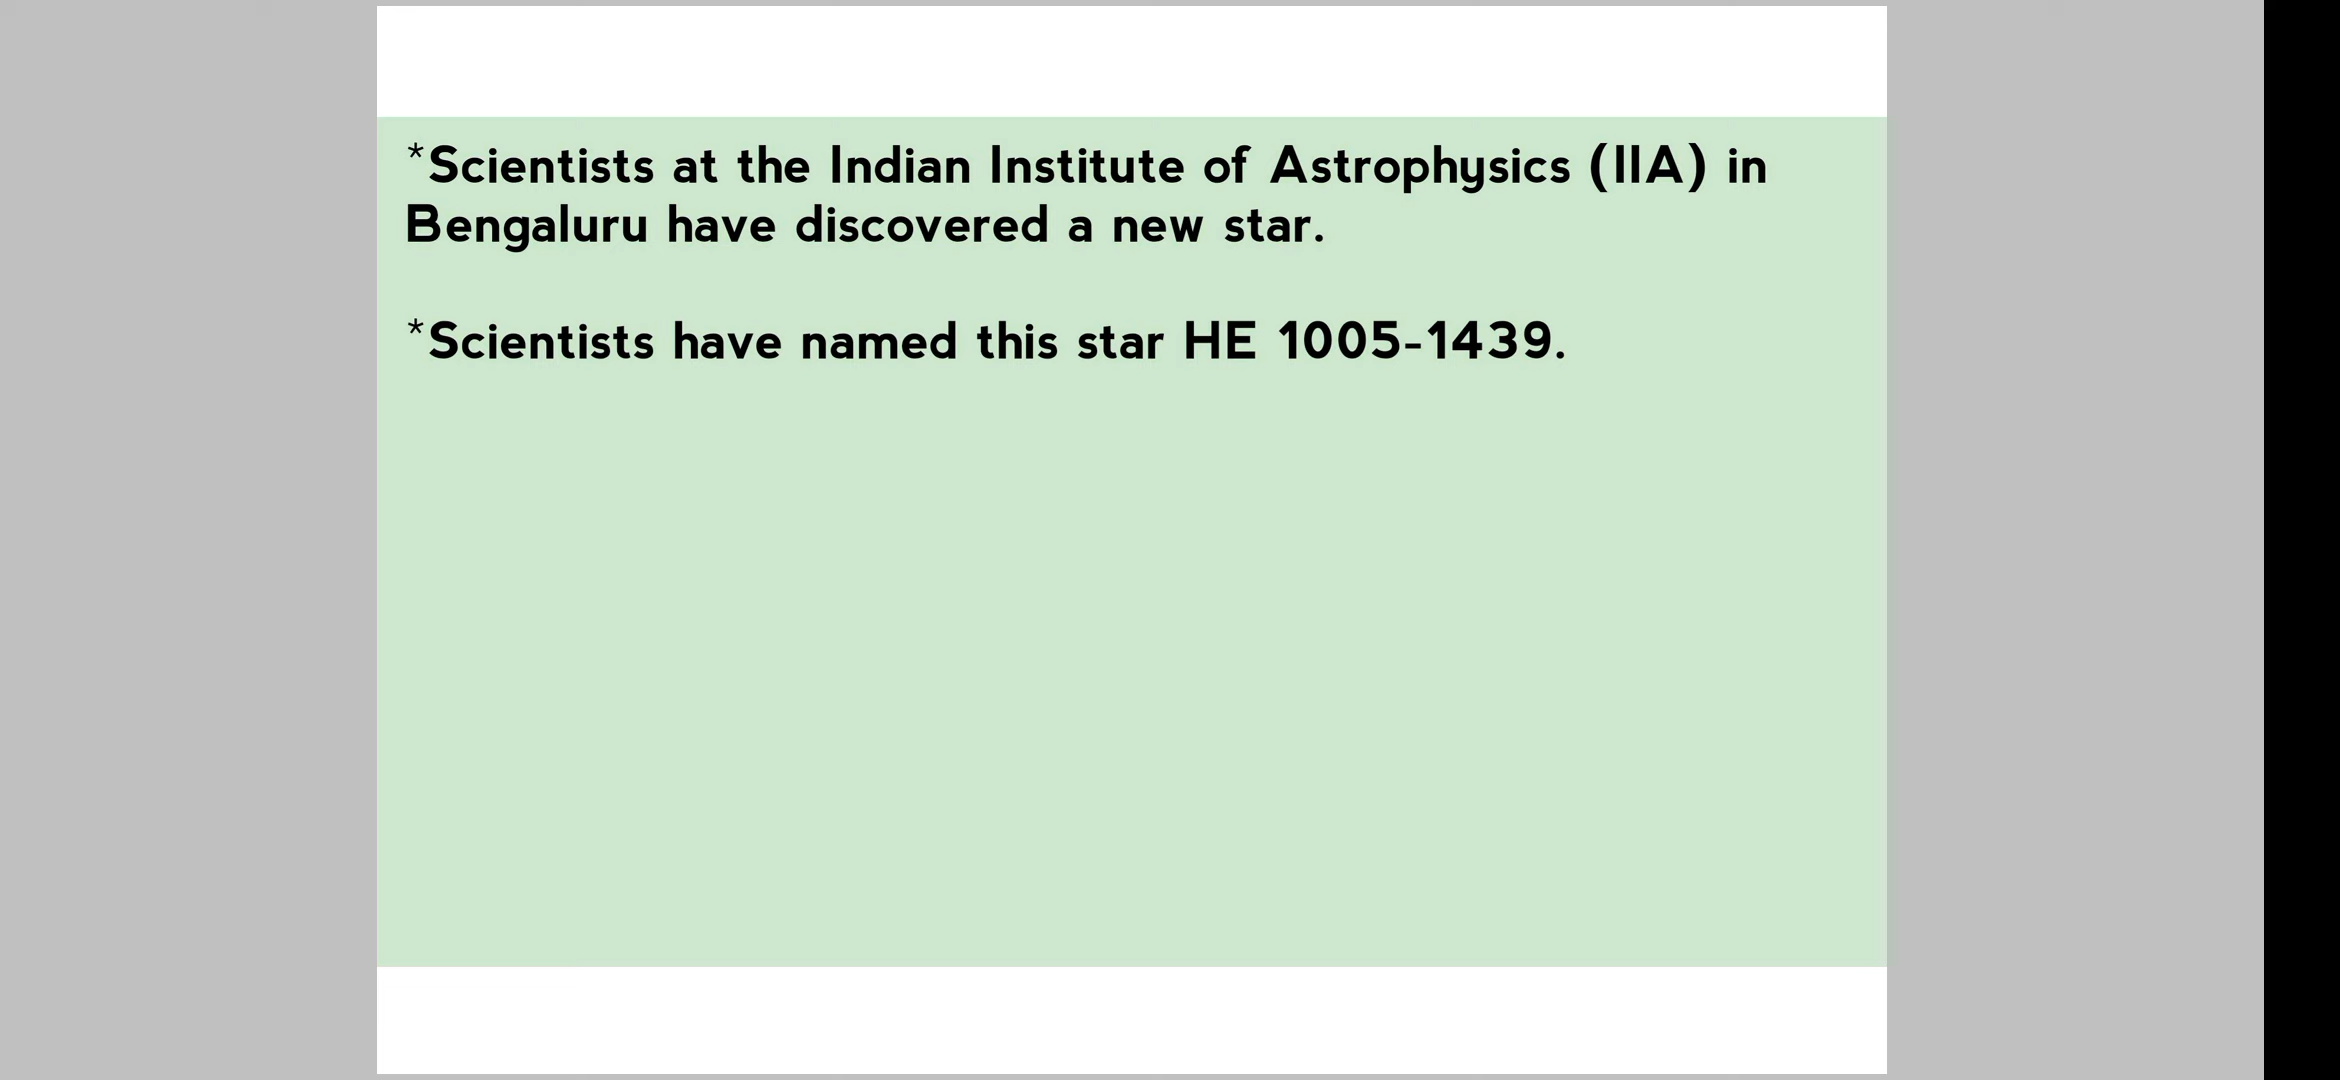 *Scientists at the Indian Institute of Astrophysics (IIA) in
Bengaluru have discovered a new star.
*Scientists have named this star HE 1005-1439.